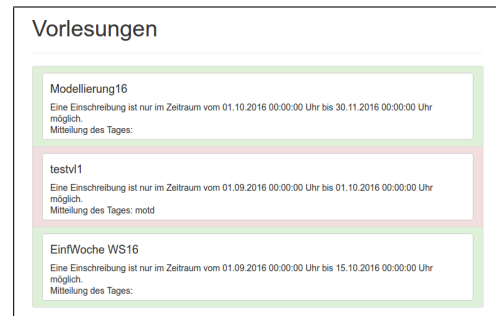 Vorlesungen
Modellierung16
Eine Einschreibung ist nur im Zeitraum vom 01.10.2016 00:00:00 Uhr bis 30.11.2016 00:00:00 Uhr
möglich.
Mitteilung des Tages:
testvl1
Eine Einschreibung ist nur im Zeitraum vom 01.09.2016 00:00:00 Uhr bis 01.10.2016 00:00:00 Uhr
möglich.
Mitteilung des Tages: motd
EinfWoche WS16
Eine Einschreibung ist nur im Zeitraum vom 01.09.2016 00:00:00 Uhr bis 15.10.2016 00:00:00 Uhr
möglich.
Mitteilung des Tages: